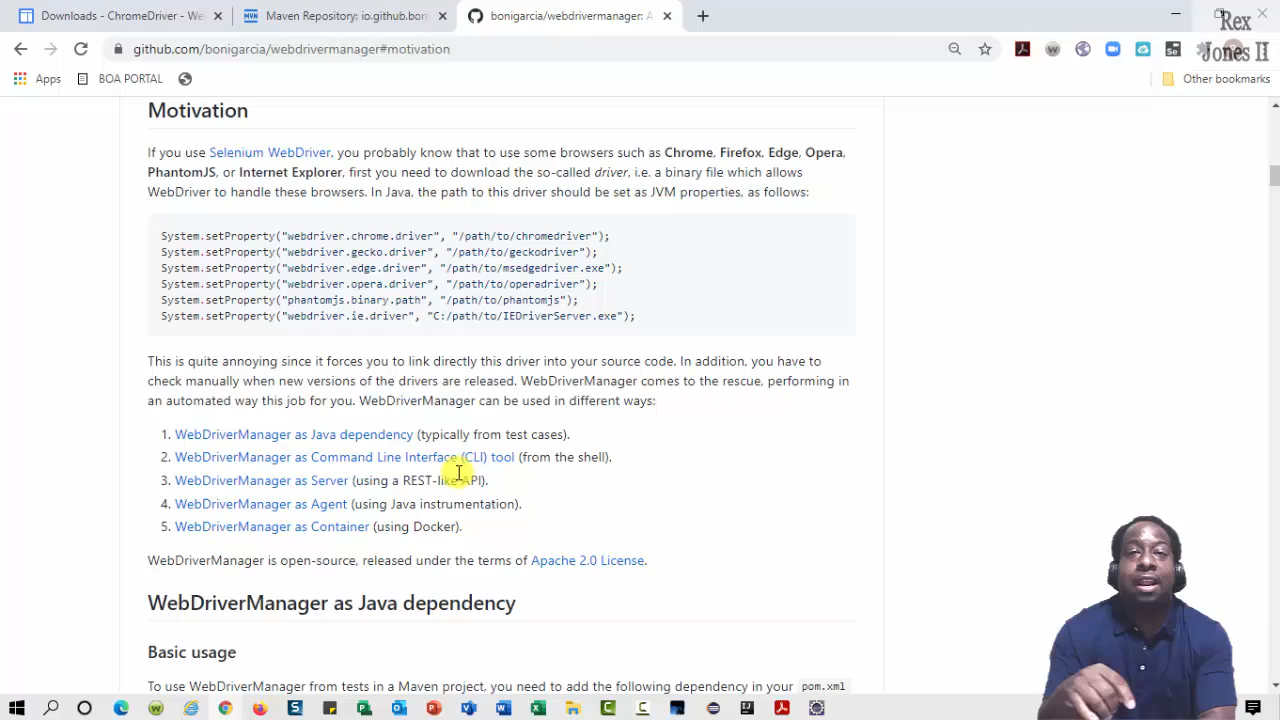 Downloads - ChromeDriver - Web
Maven Repository: io.github.boni
bonigarcia/webdrivermanager: A
Rex
Jones II
github.com/bonigarcia/webdrivermanager#motivation
Apps
BOA PORTAL
Other bookmarks
Motivation
If you use Selenium WebDriver, you probably know that to use some browsers such as Chrome, Firefox, Edge, Opera,
PhantomJS, or Internet Explorer, first you need to download the so-called driver, i.e. a binary file which allows
WebDriver to handle these browsers. In Java, the path to this driver should be set as JVM properties, as follows:
System.setProperty("webdriver.chrome.driver", "/path/to/chromedriver");
System.setProperty("webdriver.gecko.driver", "/path/to/geckodriver");
System.setProperty("webdriver.edge.driver", "/path/to/msedgedriver.exe");
System.setProperty("webdriver.opera.driver", "/path/to/operadriver");
System.setProperty("phantomjs.binary.path", "/path/to/phantomjs");
System.setProperty("webdriver.ie.driver", "C:/path/to/IEDriverServer.exe");
This is quite annoying since it forces you to link directly this driver into your source code. In addition, you have to
check manually when new versions of the drivers are released. WebDriverManager comes to the rescue, performing in
an automated way this job for you. WebDriverManager can be used in different ways:
1. WebDriverManager as Java dependency (typically from test cases).
2. WebDriverManager as Command Line Interface (CLI) tool (from the shell).
3. WebDriverManager as Server (using a REST-like API).
4. WebDriverManager as Agent (using Java instrumentation).
5. WebDriverManager as Container (using Docker).
WebDriverManager is open-source, released under the terms of Apache 2.0 License.
WebDriverManager as Java dependency
Basic usage
To use WebDriverManager from tests in a Maven project, you need to add the following dependency in your pom.xml